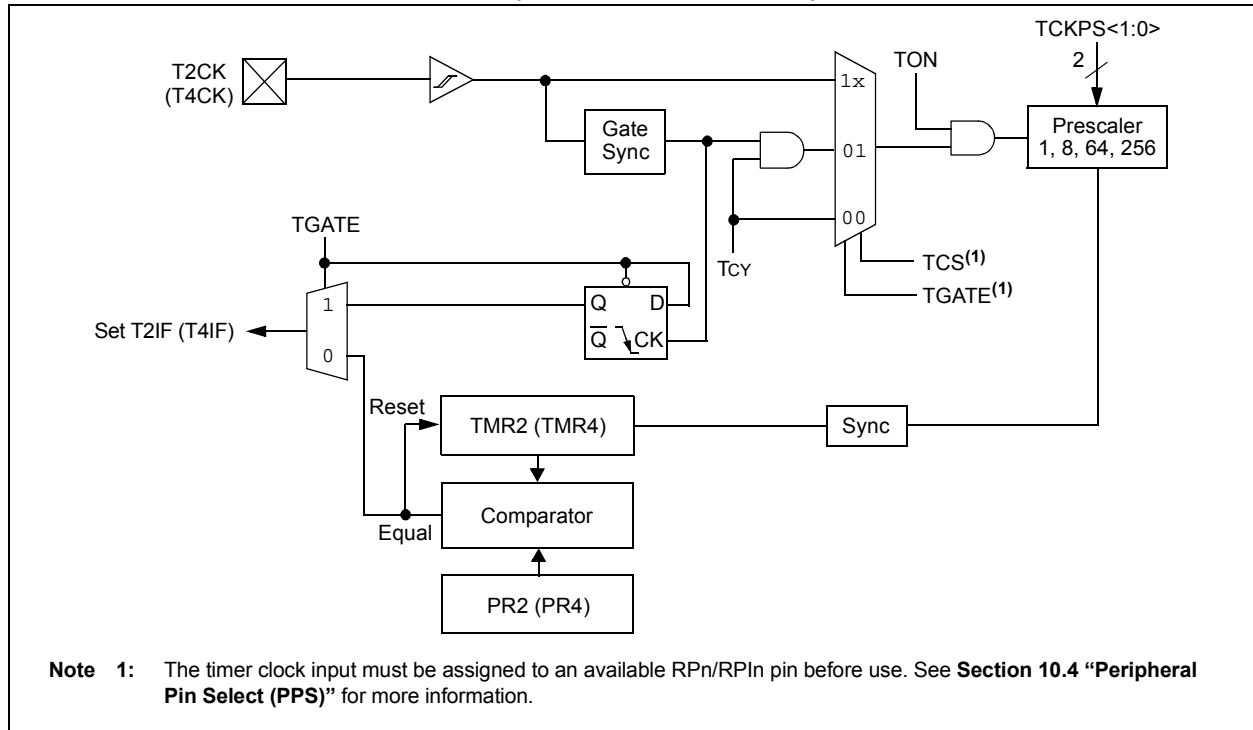 TCKPS<1:0>
2
T2CK
(T4CK)
TON
1x
Gate
Sync
01
Prescaler
1, 8, 64, 256
00
TGATE
TCY
TCS(1)
TGATE(1)
1
Q D
Set T2IF (T4IF)
Q CK
0
Reset
TMR2 (TMR4)
Sync
Comparator
Equal
PR2 (PR4)
Note 1: The timer clock input must be assigned to an available RPn/RPIn pin before use. See Section 10.4 “Peripheral
Pin Select (PPS)” for more information.